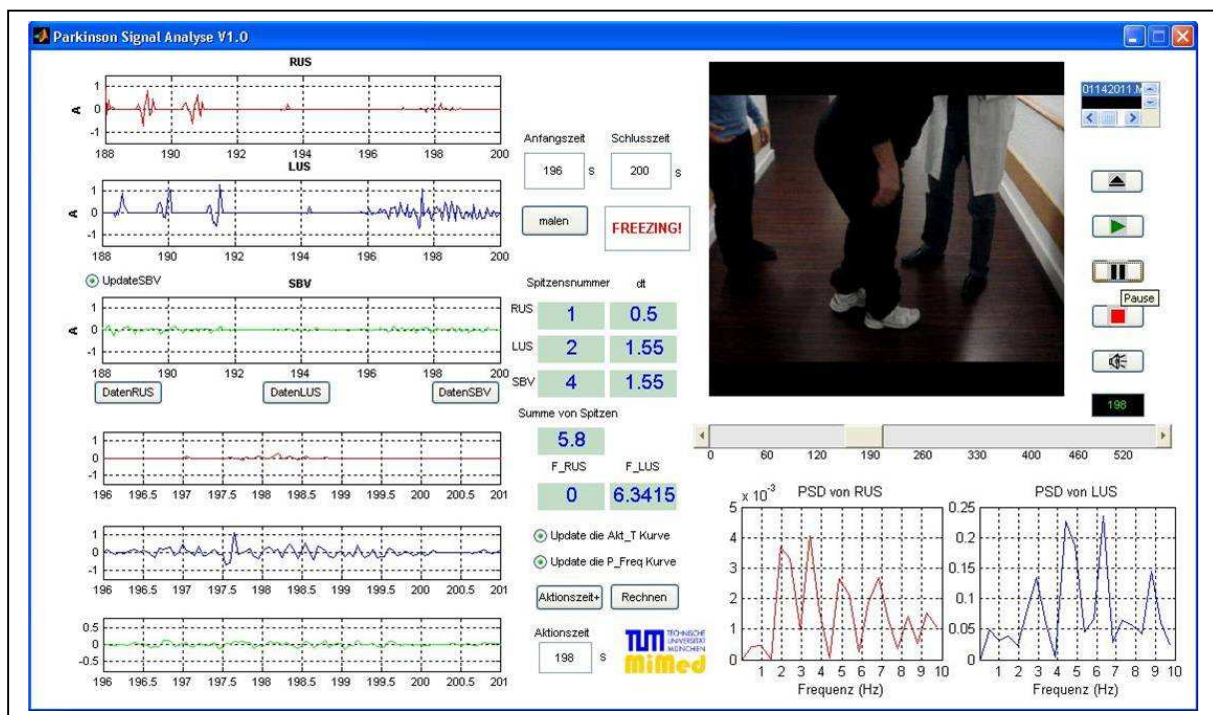 Parkinson Signal Analyse V1.0
RUS
A
1
0
-1
188 190 192 194 196 198 200
LUS
A
1
0
-1
188 190 192 194 196 198 200
UpdateSBV
SBV
A
1
0
-1
188 190 192 194 196 198 200
DatenRUS DatenLUS DatenSBV
1
0
-1
196 196.5 197 197.5 198 198.5 199 199.5 200 200.5 201
1
0
-1
196 196.5 197 197.5 198 198.5 199 199.5 200 200.5 201
0.5
0
-0.5
196 196.5 197 197.5 198 198.5 199 199.5 200 200.5 201
Anfangszeit Schlusszeit
196 s 200 s
malen FREEZING!
Spitzensnummer dt
RUS 1 0.5
LUS 2 1.55
SBV 4 1.55
Summe von Spitzen
5.8
F_RUS F_LUS
0 6.3415
Update die Akt_T Kurve
Update die P_Freq Kurve
Aktionszeit+ Rechnen
Aktionszeit
198 s
TUM TECHNISCHE
UNIVERSITÄT
MÜNCHEN
MiMed
01142011.M
Pause
198
0 60 120 190 260 330 400 460 520
PSD von RUS
x 10⁻³
5
4
3
2
1
0
1 2 3 4 5 6 7 8 9 10
Frequenz (Hz)
PSD von LUS
0.25
0.2
0.15
0.1
0.05
0
1 2 3 4 5 6 7 8 9 10
Frequenz (Hz)